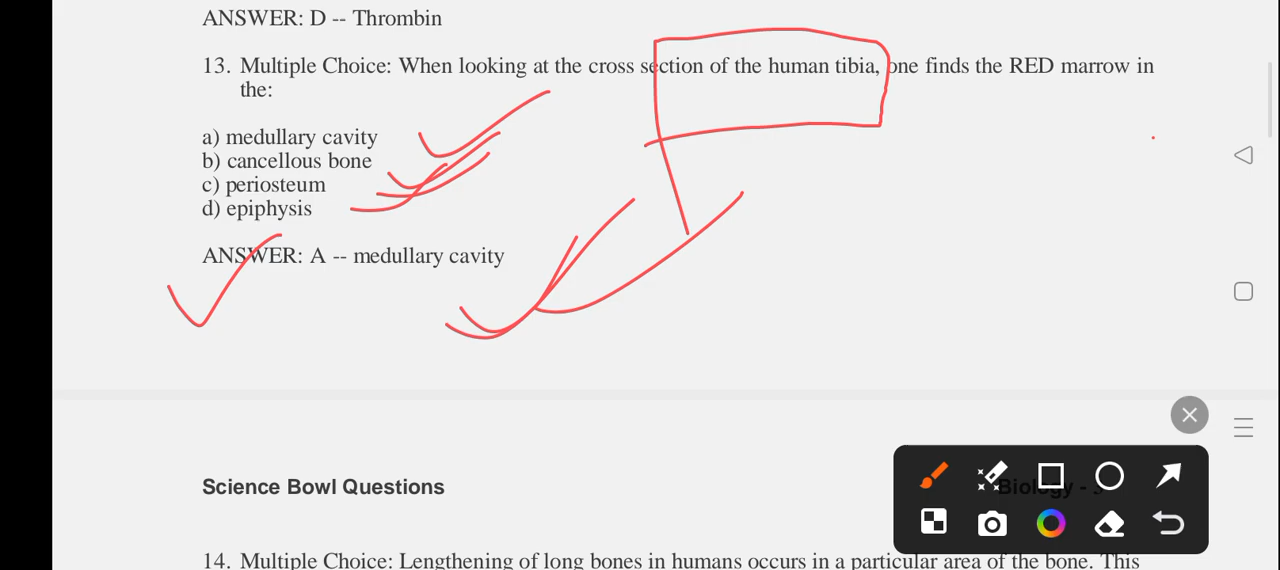 ANSWER: D -- Thrombin
13. Multiple Choice: When looking at the cross section of the human tibia, one finds the RED marrow in
the:
a) medullary cavity
b) cancellous bone
c) periosteum
d) epiphysis
ANSWER: A -- medullary cavity
Science Bowl Questions
Biology -
14. Multiple Choice: Lengthening of long bones in humans occurs in a particular area of the bone. This